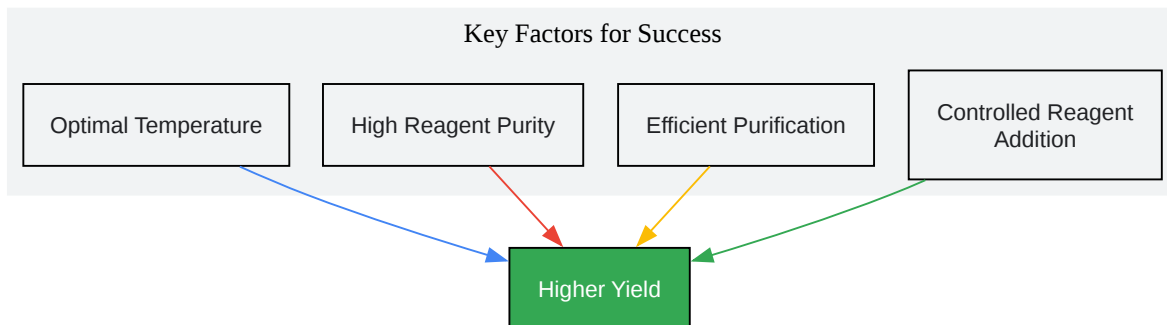 Key Factors for Success
Optimal Temperature
High Reagent Purity
Efficient Purification
Controlled Reagent
Addition
Higher Yield